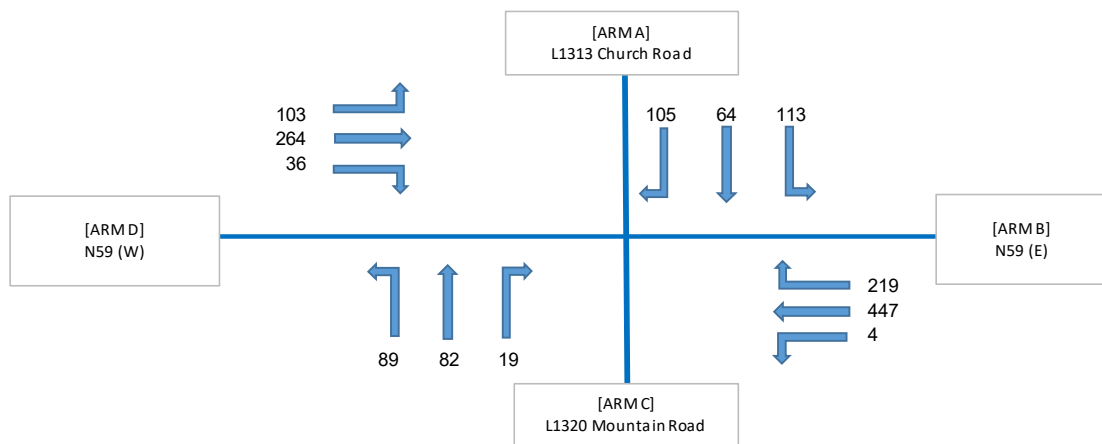 [ARM A]
L1313 Church Road
103
264
36
105 64 113
[ARM D]
N59 (W)
[ARM B]
N59 (E)
219
447
4
89 82 19
[ARM C]
L1320 Mountain Road